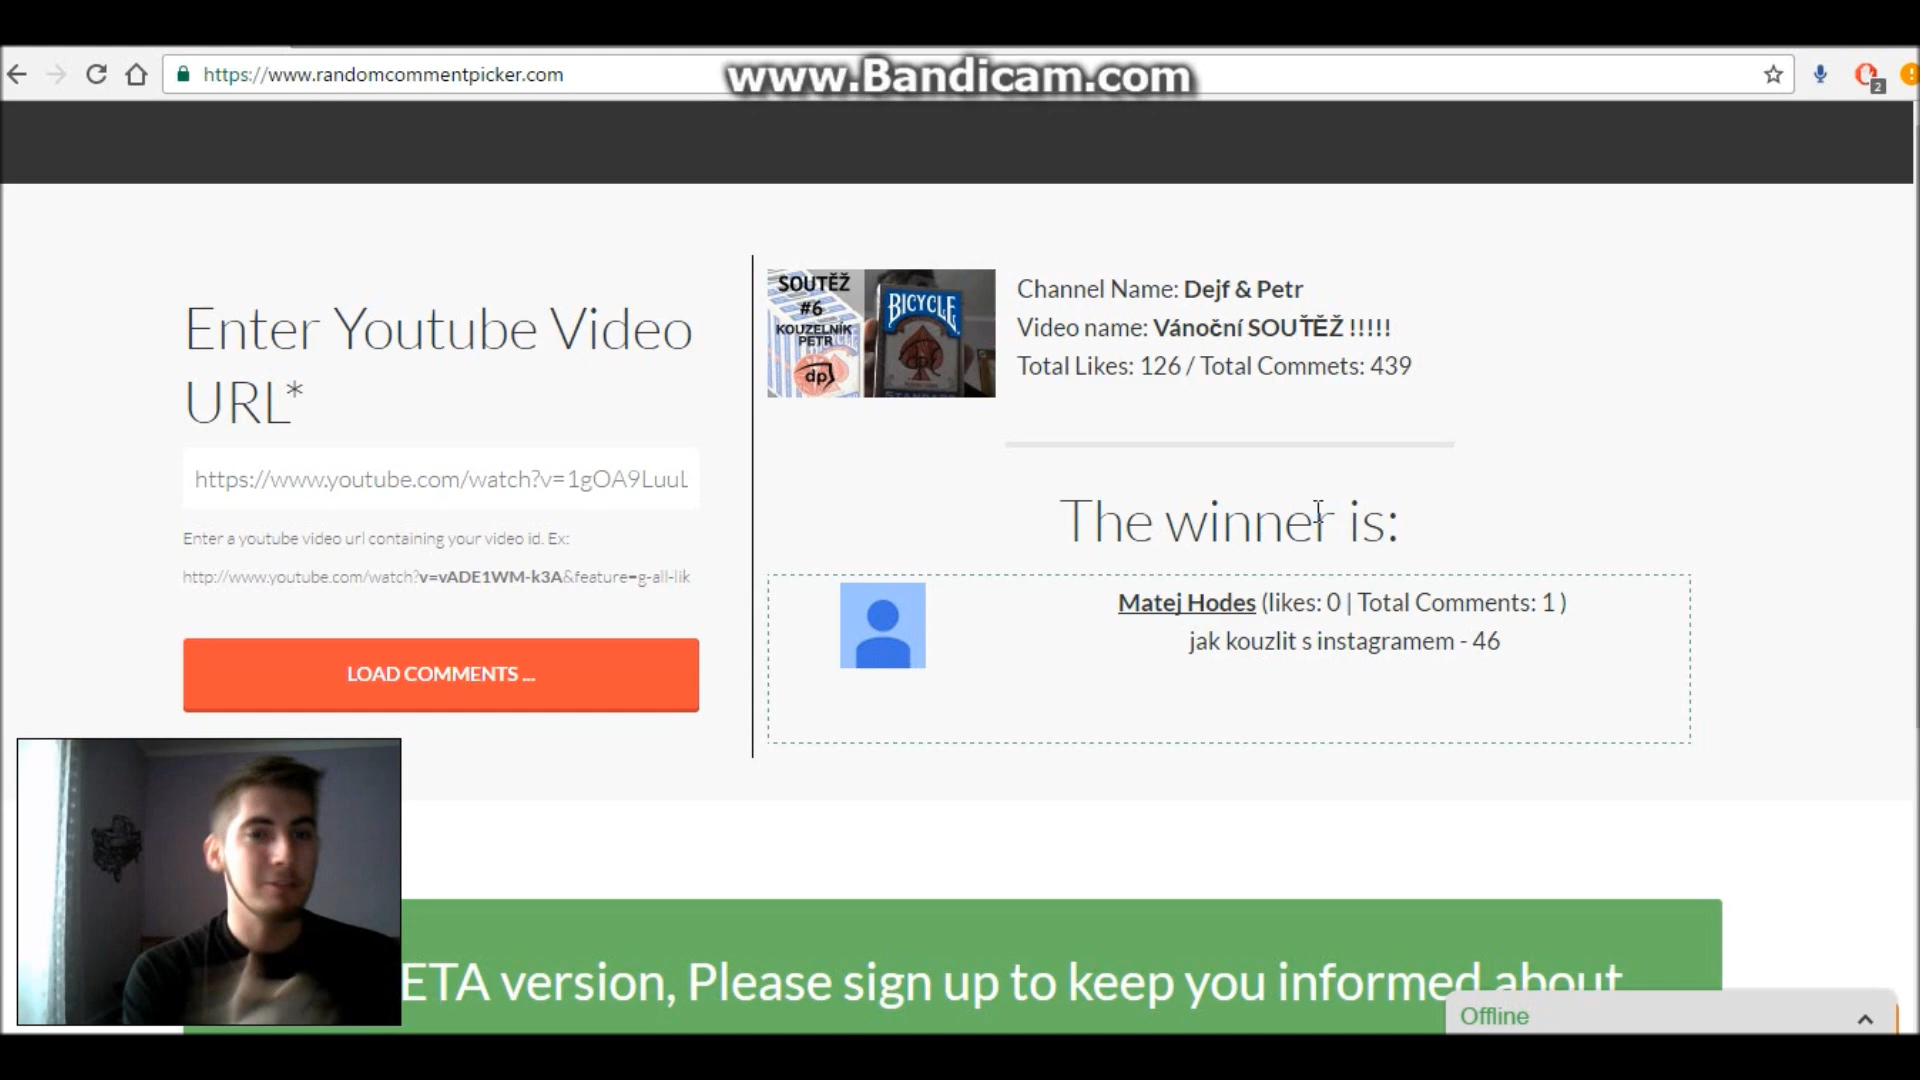 https://www.randomcommentpicker.com
www.Bandicam.com
2
Enter Youtube Video
URL*
https://www.youtube.com/watch?v=1gOA9LuuL
Enter a youtube video url containing your video id. Ex:
http://www.youtube.com/watch?v=vADE1WM-k3A&feature=g-all-lik
LOAD COMMENTS ...
SOUTĚŽ
#6
KOUZELNÍK
PETR
dp
BICYCLE
STANDARD
Channel Name: Dejf & Petr
Video name: Vánoční SOUŤĚŽ !!!!!
Total Likes: 126 / Total Commets: 439
The winner is:
Matej Hodes (likes: 0 | Total Comments: 1 )
jak kouzlit s instagramem - 46
ETA version, Please sign up to keep you informed about
Offline